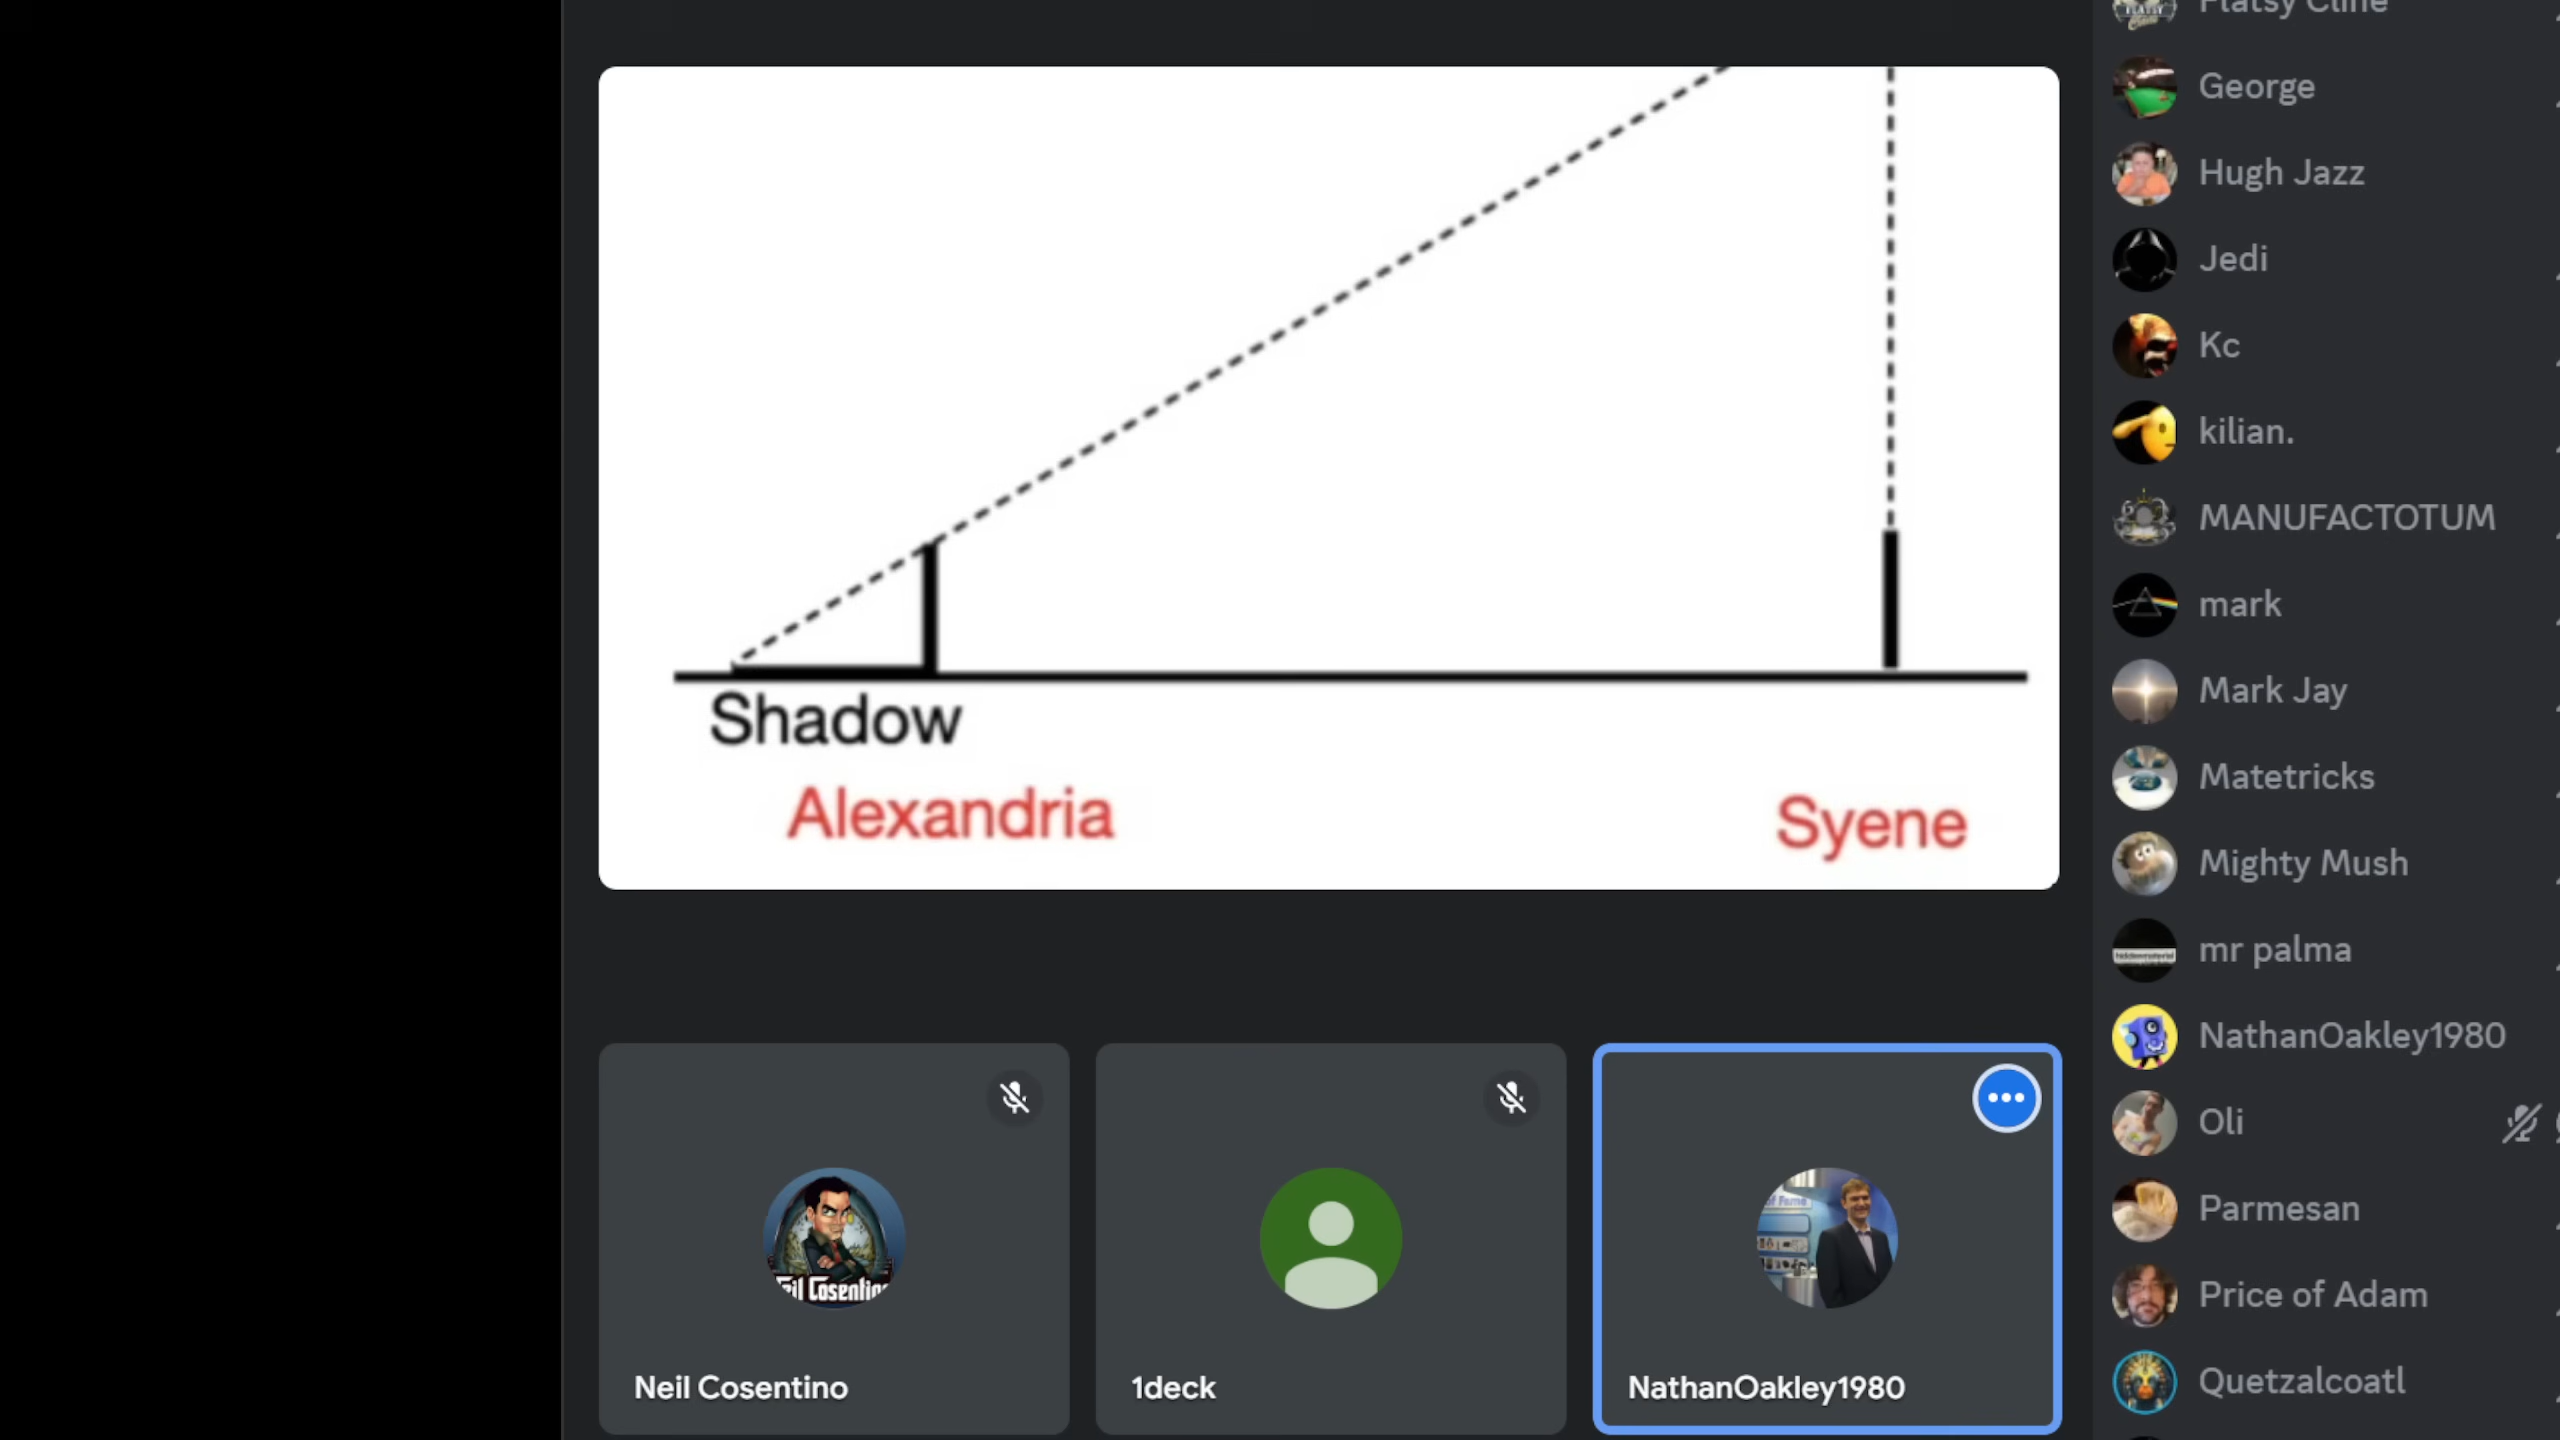 Shadow
Alexandria
Syene
Neil Cosentino
1deck
NathanOakley1980
George
Hugh Jazz
Jedi
Kc
kilian.
MANUFACTOTUM
mark
Mark Jay
Matetricks
Mighty Mush
mr palma
NathanOakley1980
Oli
Parmesan
Price of Adam
Quetzalcoatl